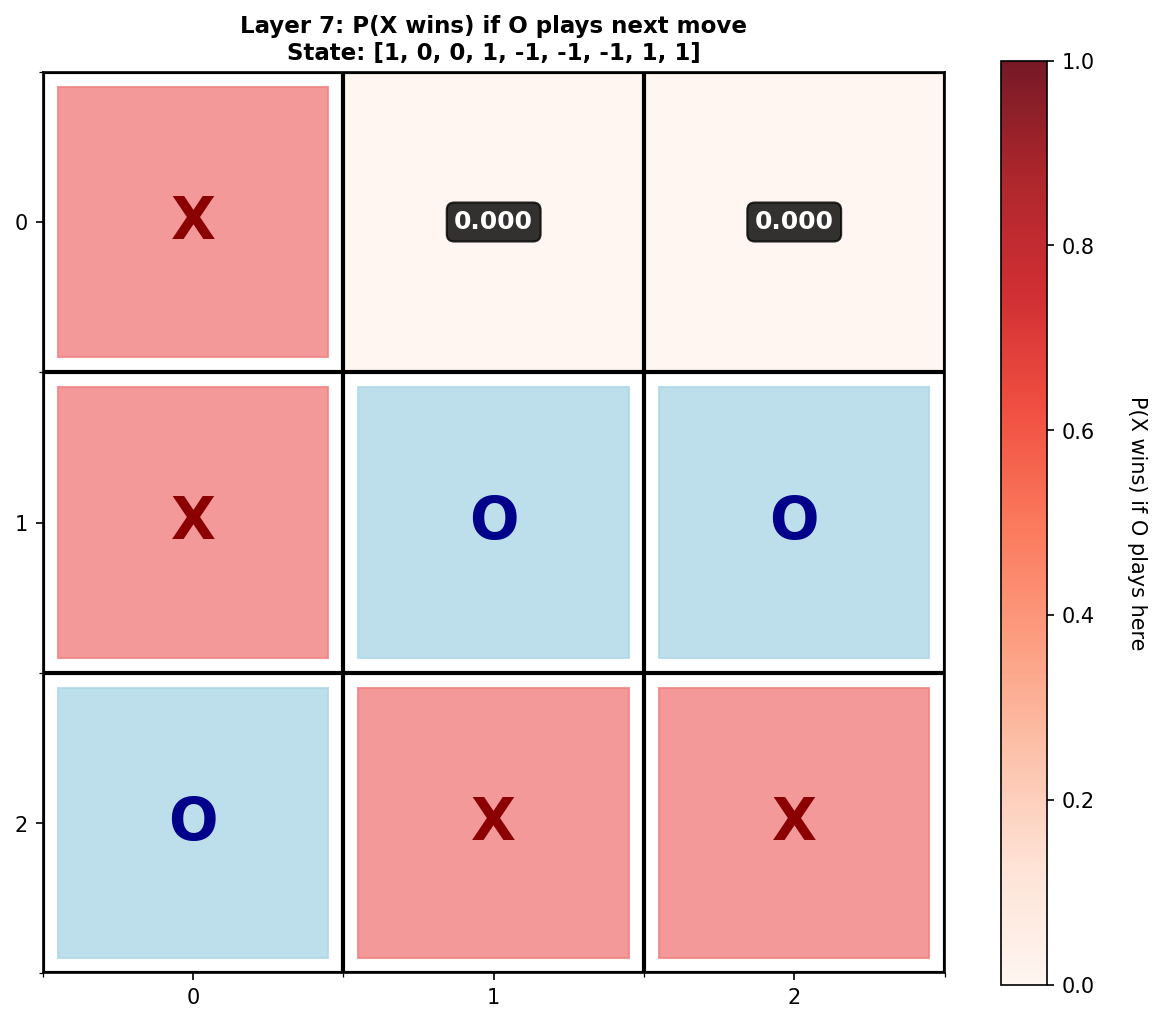 Layer 7: P(X wins) if O plays next move
State: [1, 0, 0, 1, -1, -1, -1, 1, 1]
X
0.000
0.000
X
O
O
O
X
X
0
1
2
0
1
2
1.0
0.8
0.6
0.4
0.2
0.0
P(X wins) if O plays here